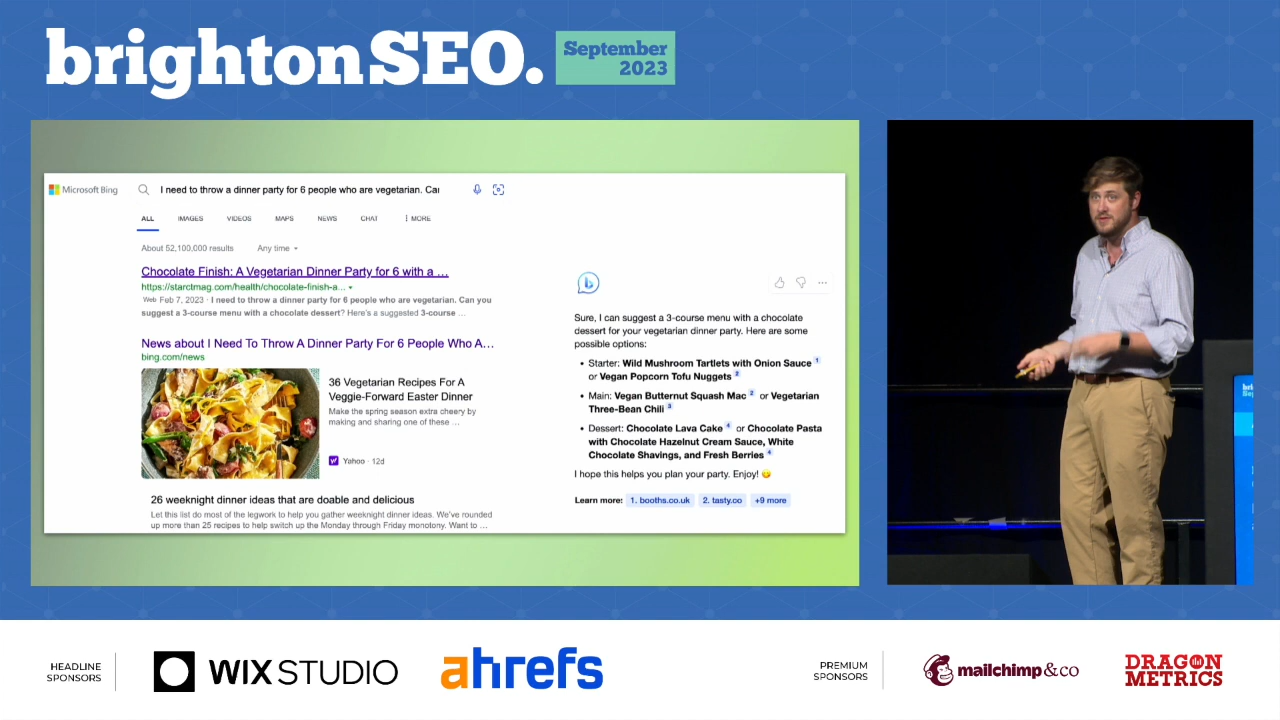 brightonSEO.
September
2023
Microsoft Bing
I need to throw a dinner party for 6 people who are vegetarian. Can
ALL IMAGES VIDEOS MAPS NEWS CHAT MORE
About 52,100,000 results Any time
Chocolate Finish: A Vegetarian Dinner Party for 6 with a …
https://starctmag.com/health/chocolate-finish-a...
Web Feb 7, 2023 · I need to throw a dinner party for 6 people who are vegetarian. Can you
suggest a 3-course menu with a chocolate dessert? Here's a suggested 3-course …
News about I Need To Throw A Dinner Party For 6 People Who A…
bing.com/news
36 Vegetarian Recipes For A
Veggie-Forward Easter Dinner
Make the spring season extra cheery by
making and sharing one of these …
Yahoo · 12d
26 weeknight dinner ideas that are doable and delicious
Let this list do most of the legwork to help you gather weeknight dinner ideas. We've rounded
up more than 25 recipes to help switch up the Monday through Friday monotony. Want to …
b
Sure, I can suggest a 3-course menu with a chocolate
dessert for your vegetarian dinner party. Here are some
possible options:
• Starter: Wild Mushroom Tartlets with Onion Sauce 1
or Vegan Popcorn Tofu Nuggets 2
• Main: Vegan Butternut Squash Mac 2 or Vegetarian
Three-Bean Chili 3
• Dessert: Chocolate Lava Cake 4 or Chocolate Pasta
with Chocolate Hazelnut Cream Sauce, White
Chocolate Shavings, and Fresh Berries 4
I hope this helps you plan your party. Enjoy! 😋
Learn more: 1. booths.co.uk 2. tasty.co +9 more
HEADLINE
SPONSORS
WIX STUDIO
ahrefs
PREMIUM
SPONSORS
mailchimp&co
DRAGON
METRICS